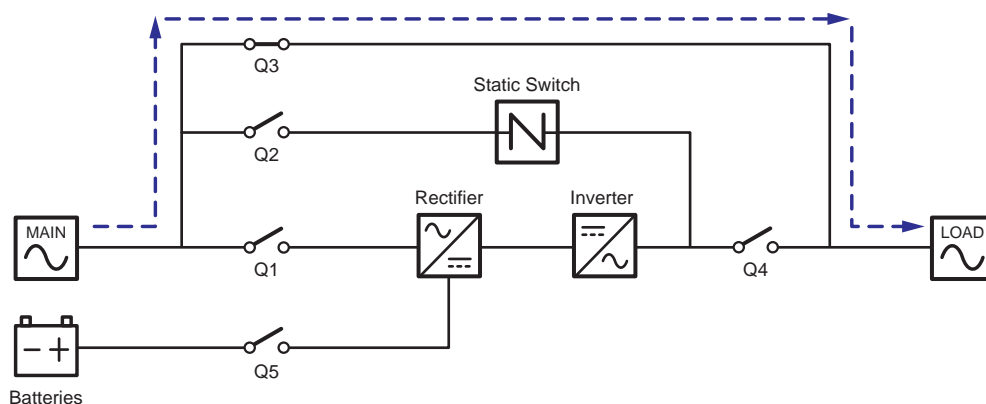 Q3
Static Switch
Q2
Rectifier
Inverter
MAIN
LOAD
Q1
Q4
Q5
Batteries